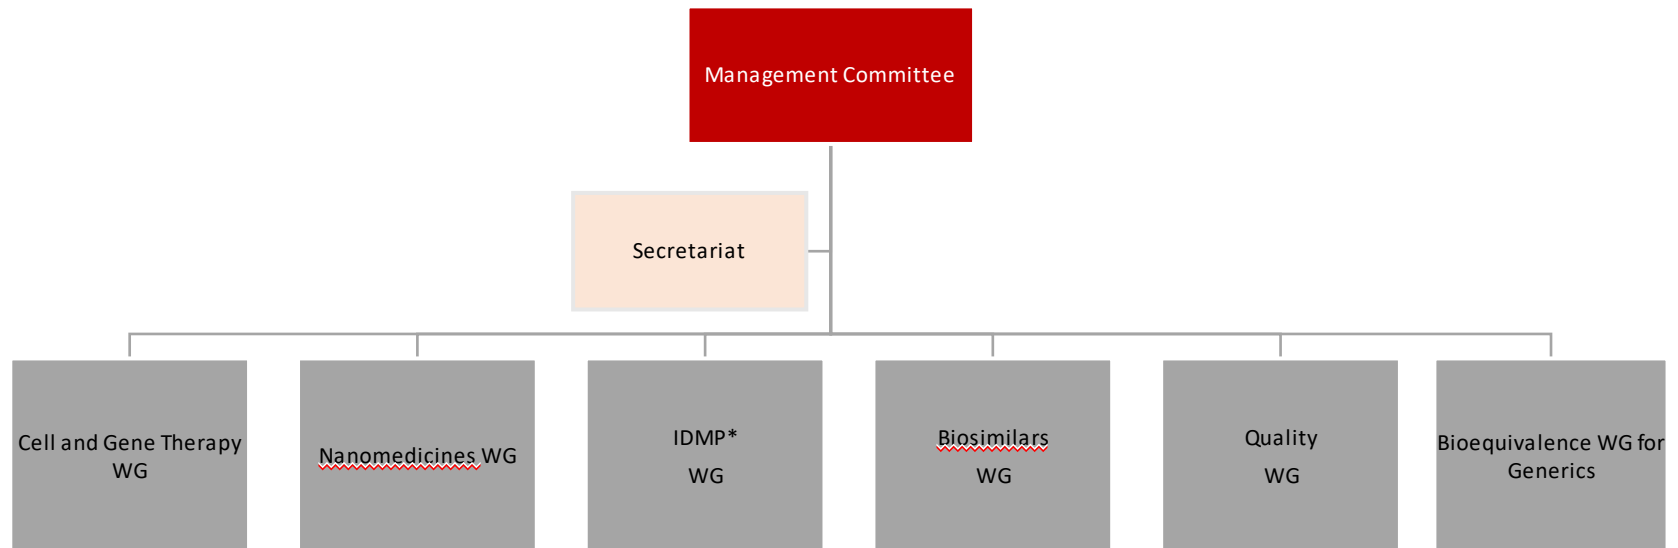 Management Committee
Secretariat
Cell and Gene Therapy
WG
Nanomedicines WG
IDMP*
WG
Biosimilars
WG
Quality
WG
Bioequivalence WG for
Generics